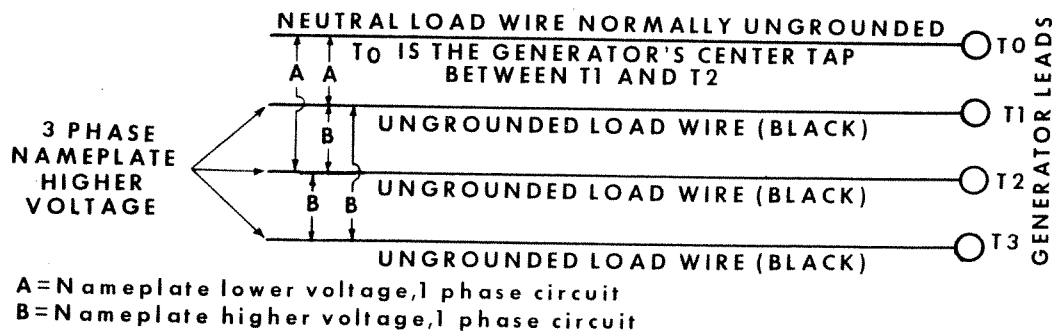 NEUTRAL LOAD WIRE NORMALLY UNGROUNDED
T0
T0 IS THE GENERATOR'S CENTER TAP
BETWEEN T1 AND T2
A A
T1
UNGROUNDED LOAD WIRE (BLACK)
B
3 PHASE
NAMEPLATE
HIGHER
VOLTAGE
T2
UNGROUNDED LOAD WIRE (BLACK)
B B
T3
UNGROUNDED LOAD WIRE (BLACK)
GENERATOR LEADS
A=Nameplate lower voltage,1 phase circuit
B=Nameplate higher voltage,1 phase circuit